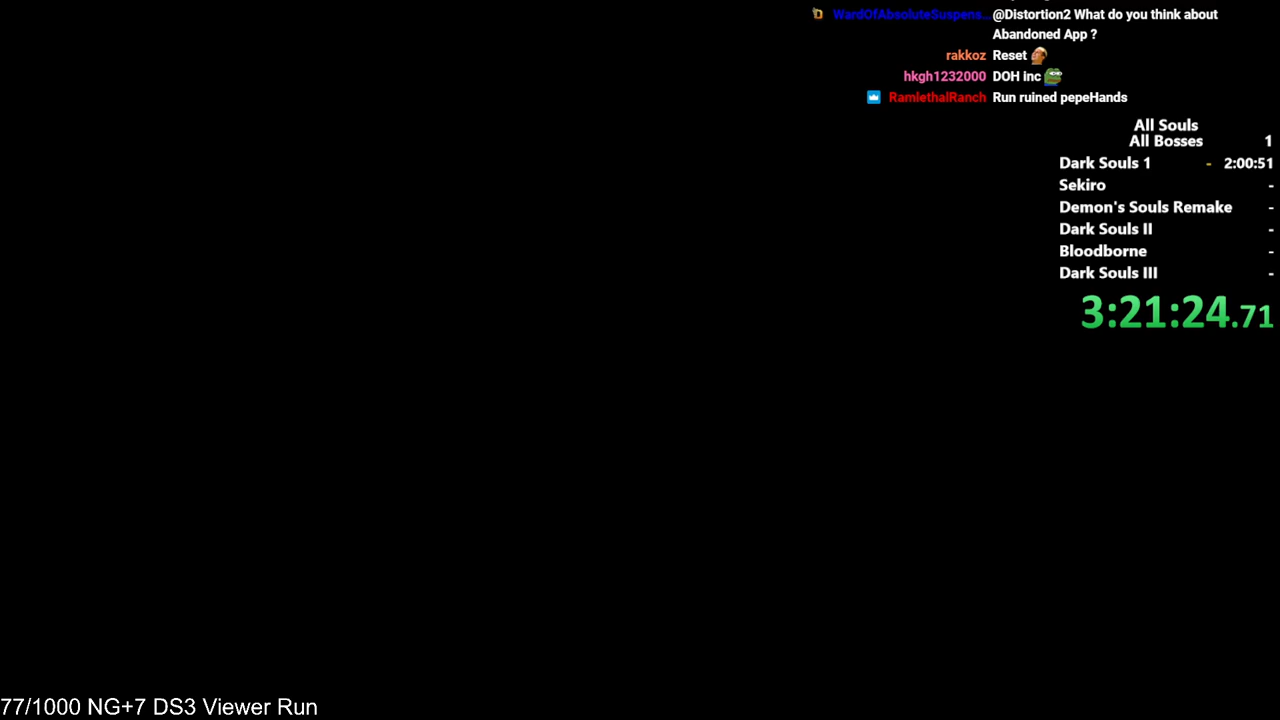 WardOfAbsoluteSuspens... @Distortion2 What do you think about
Abandoned App ?
rakkoz Reset
hkgh1232000 DOH inc
RamlethalRanch Run ruined pepeHands
All Souls
All Bosses 1
Dark Souls 1 - 2:00:51
Sekiro -
Demon's Souls Remake -
Dark Souls II -
Bloodborne -
Dark Souls III -
3:21:24.71
77/1000 NG+7 DS3 Viewer Run